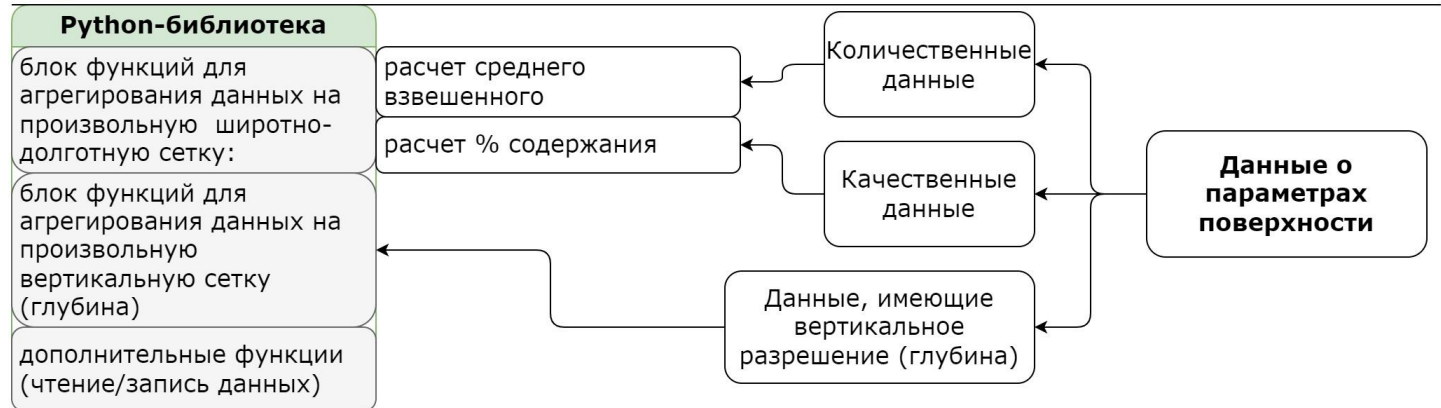 Python-библиотека
блок функций для
агрегирования данных на
произвольную широтно-
долготную сетку:
расчет среднего
взвешенного
расчет % содержания
блок функций для
агрегирования данных на
произвольную
вертикальную сетку
(глубина)
дополнительные функции
(чтение/запись данных)
Количественные
данные
Качественные
данные
Данные, имеющие
вертикальное
разрешение (глубина)
Данные о
параметрах
поверхности